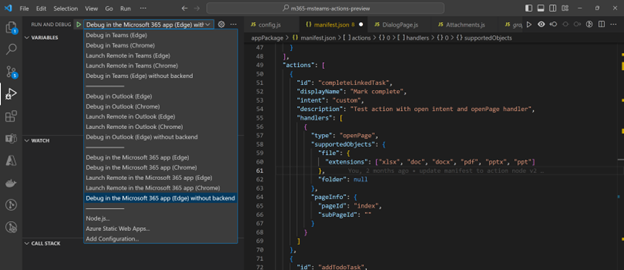 File Edit Selection View Go Run
m365-msteams-actions-preview
RUN AND DEBUG
Debug in the Microsoft 365 app (Edge) wit
VARIABLES
Debug in Teams (Edge)
Debug in Teams (Chrome)
Launch Remote in Teams (Edge)
Launch Remote in Teams (Chrome)
Debug in Teams (Edge) without backend
Debug in Outlook (Edge)
Debug in Outlook (Chrome)
Launch Remote in Outlook (Edge)
Launch Remote in Outlook (Chrome)
Debug in Outlook (Edge) without backend
WATCH
Debug in the Microsoft 365 app (Edge)
Debug in the Microsoft 365 app (Chrome)
Launch Remote in the Microsoft 365 app (Edge)
Launch Remote in the Microsoft 365 app (Chrome)
Debug in the Microsoft 365 app (Edge) without backend
Node.js...
Azure Static Web Apps...
Add Configuration...
CALL STACK
config.js
manifest.json 9
DialogPage.js
Attachments.js
appPackage > manifest.json > [ ] actions > { } 0 > [ ] handlers > { } 0 > { } supportedObjects
47 }
48 ],
49 "actions": [
50 {
51 "id": "completeLinkedTask",
52 "displayName": "Mark complete",
53 "intent": "custom",
54 "description": "Test action with open intent and openPage handler",
55 "handlers": [
56 {
57 "type": "openPage",
58 "supportedObjects": {
59 "file": {
60 "extensions": ["xlsx", "doc", "docx", "pdf", "pptx", "ppt"]
61 },
You, 2 months ago • update manifest to action node v2
62 "folder": null
63 },
64 "pageInfo": {
65 "pageId": "index",
66 "subPageId": ""
67 }
68 }
69 ]
70 },
71 {
72 "id": "addTodoTask",